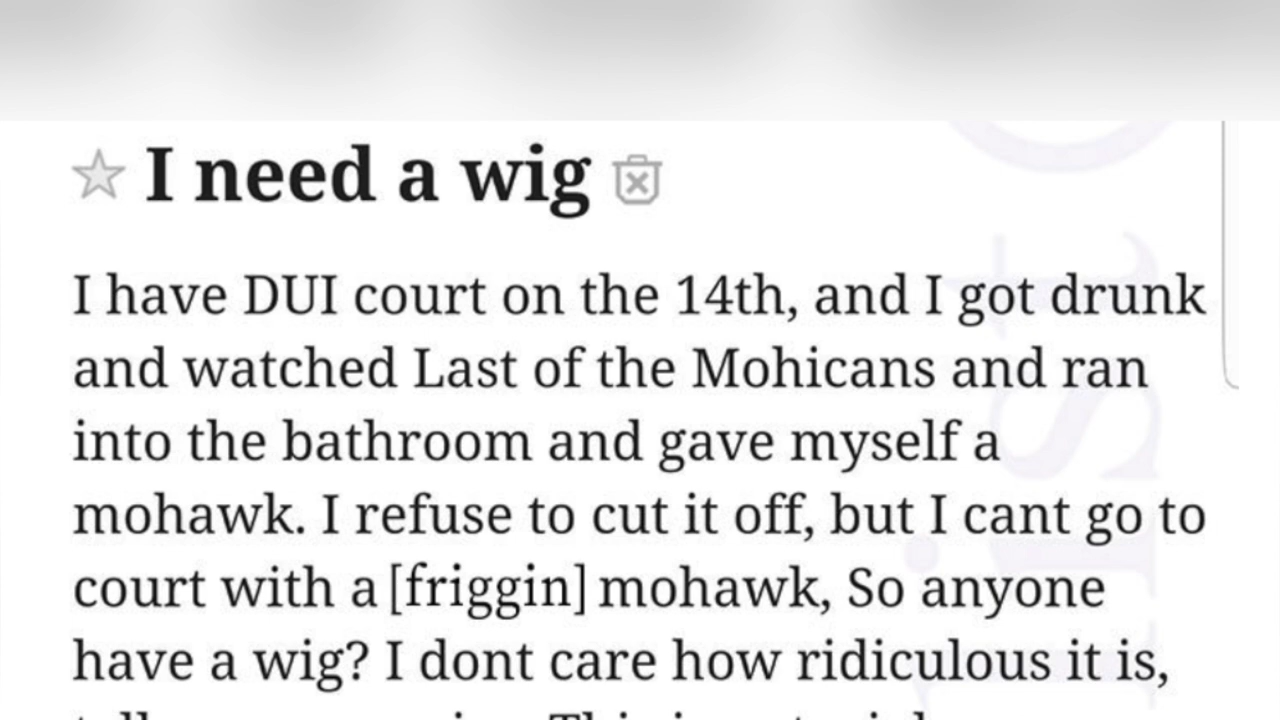 I need a wig
I have DUI court on the 14th, and I got drunk
and watched Last of the Mohicans and ran
into the bathroom and gave myself a
mohawk. I refuse to cut it off, but I cant go to
court with a [friggin] mohawk, So anyone
have a wig? I dont care how ridiculous it is,